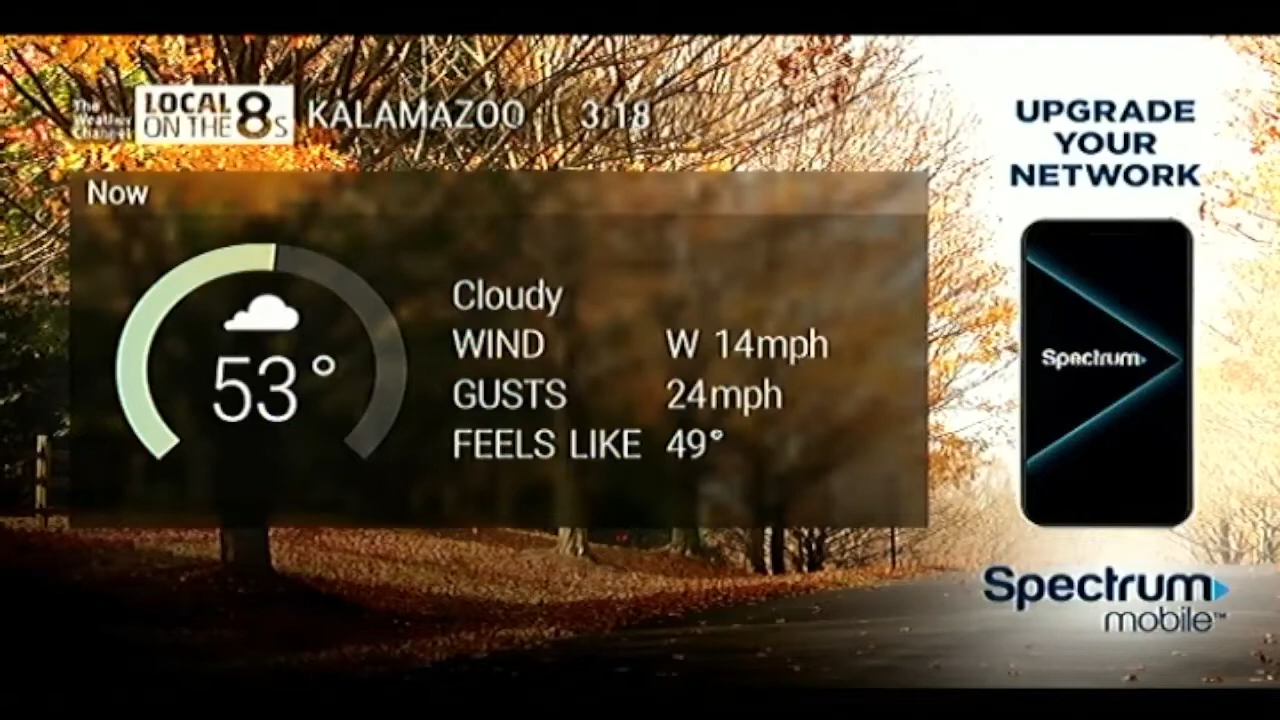 The Weather Channel
LOCAL ON THE 8s
KALAMAZOO 3:18
Now
53°
Cloudy
WIND W 14mph
GUSTS 24mph
FEELS LIKE 49°
UPGRADE
YOUR
NETWORK
Spectrum
Spectrum
mobile™